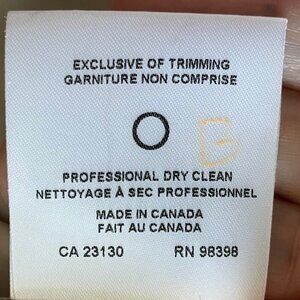 EXCLUSIVE OF TRIMMING
GARNITURE NON COMPRISE
PROFESSIONAL DRY CLEAN
NETTOYAGE À SEC PROFESSIONNEL
MADE IN CANADA
FAIT AU CANADA
CA 23130 RN 98398